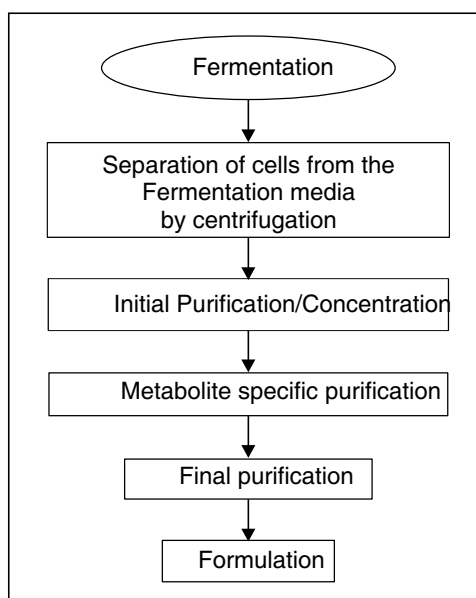 Fermentation
Separation of cells from the
Fermentation media
by centrifugation
Initial Purification/Concentration
Metabolite specific purification
Final purification
Formulation